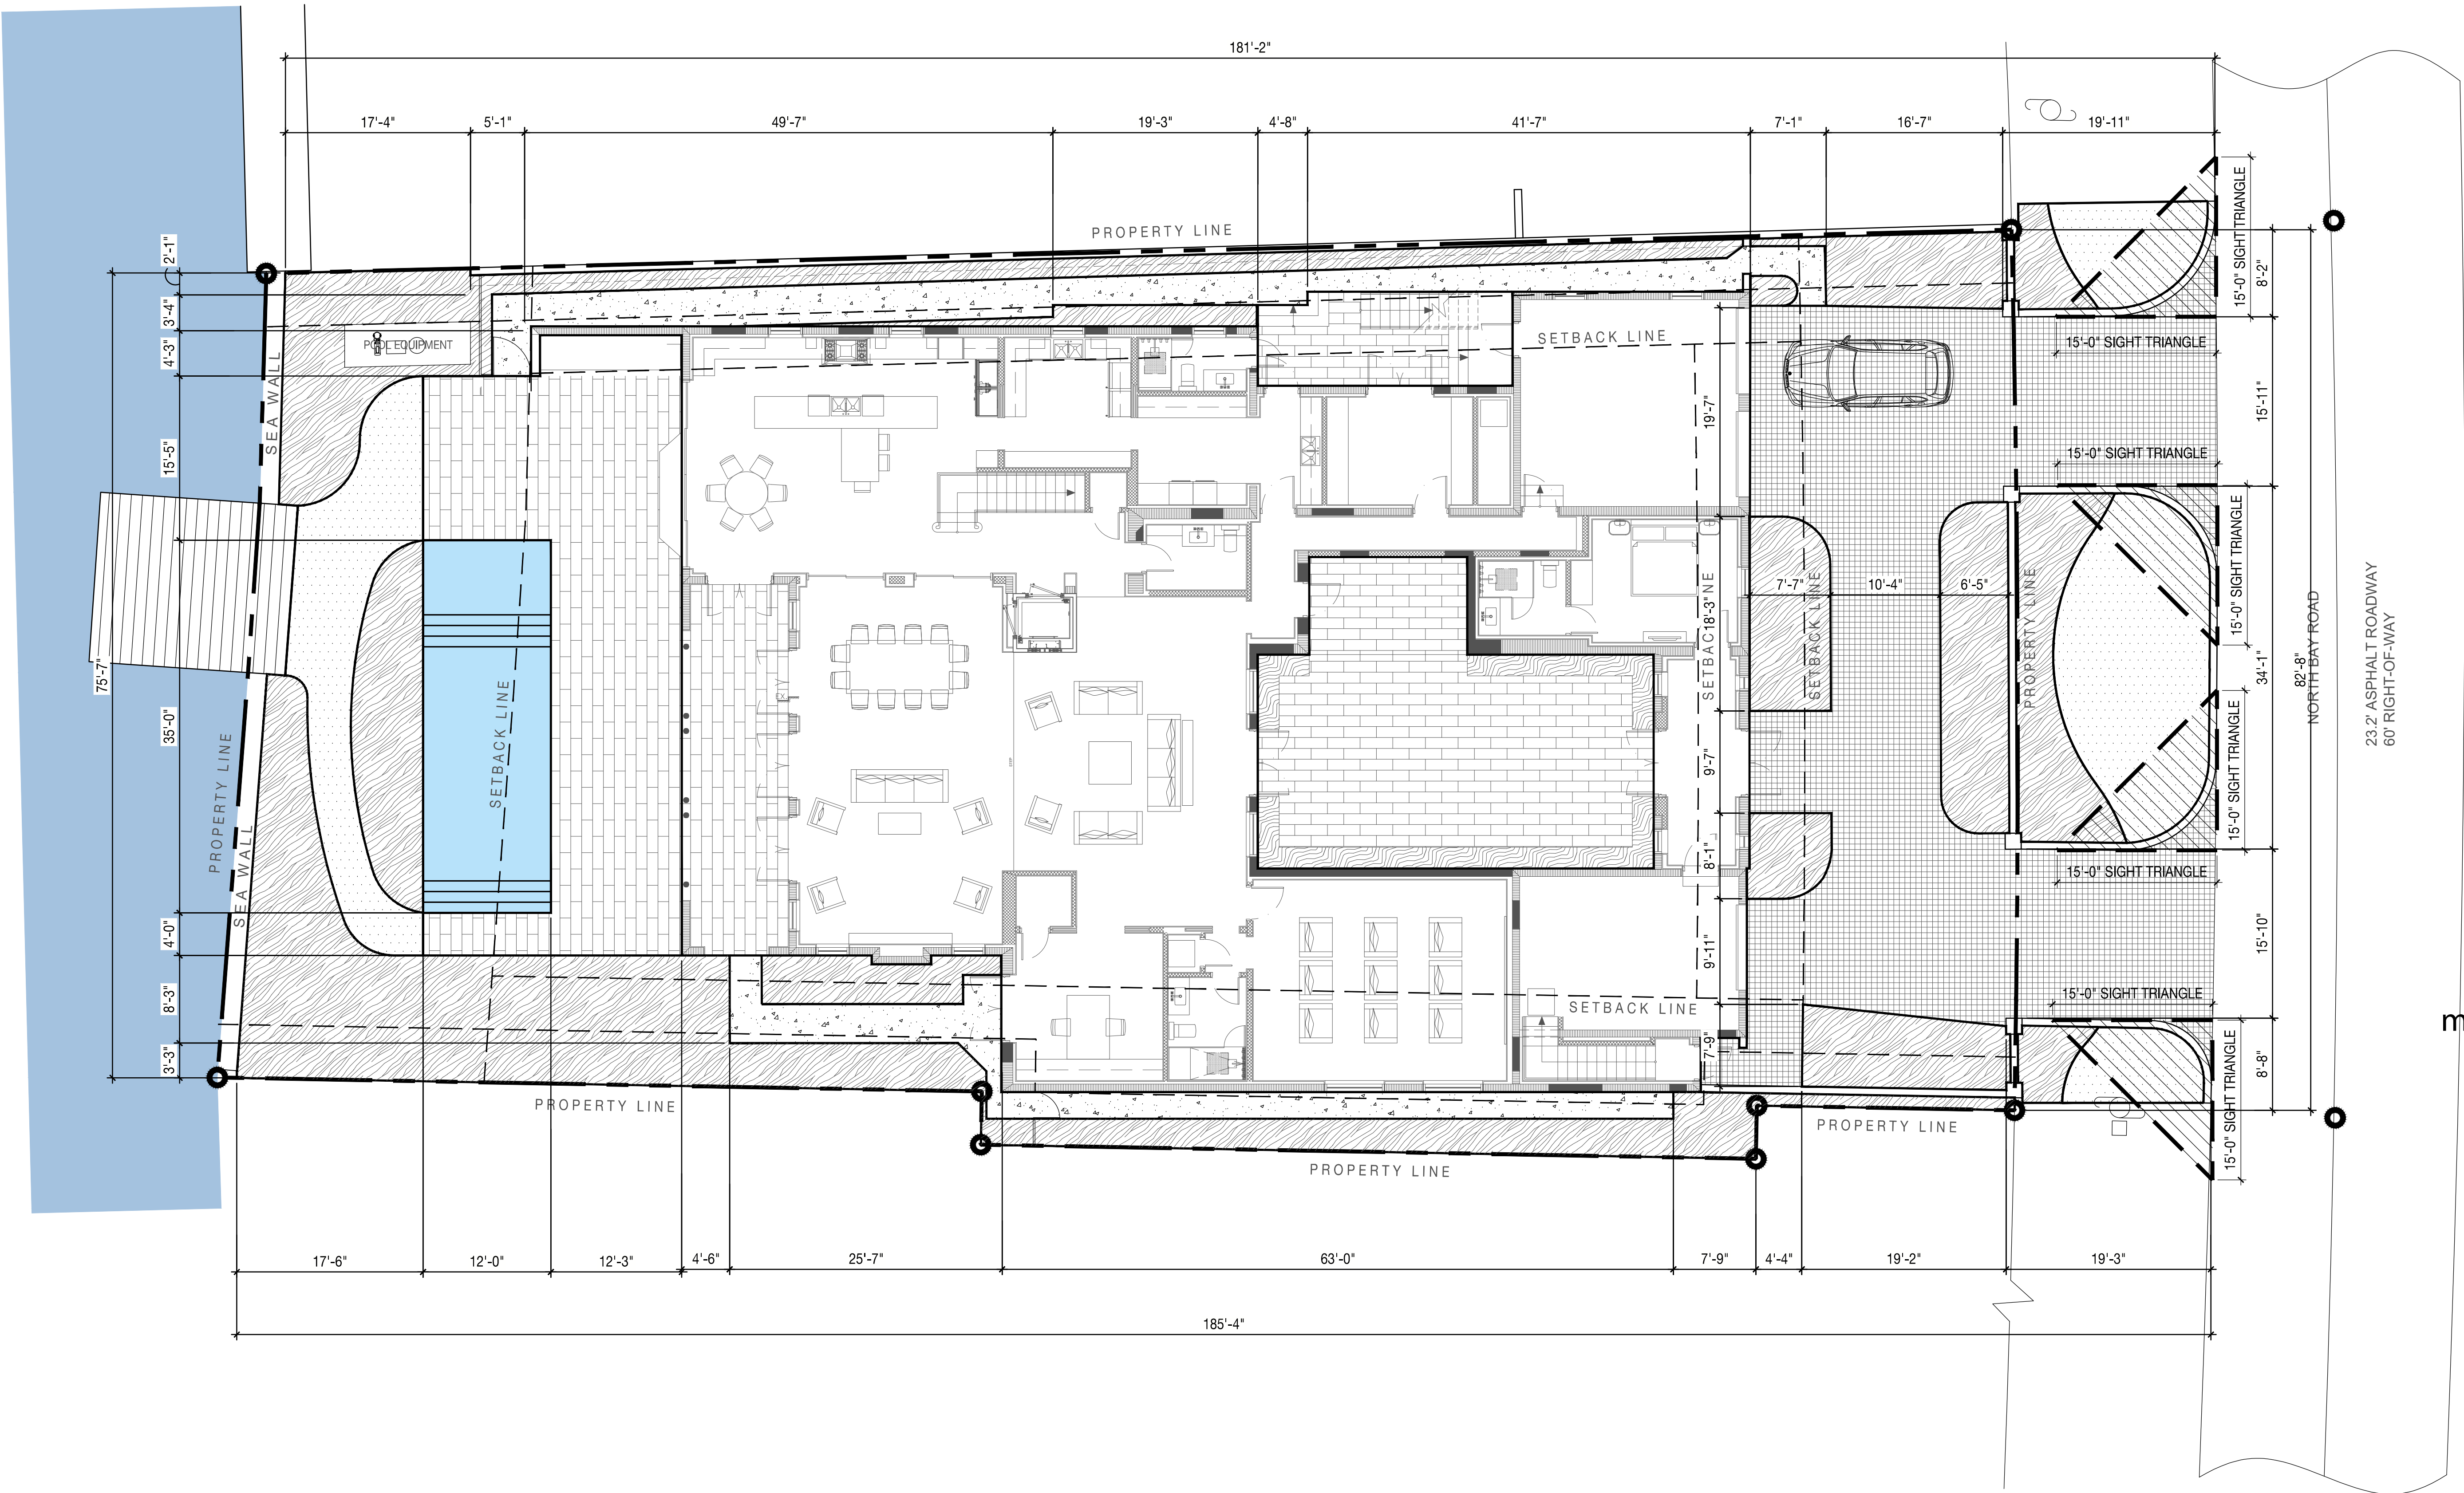 181'-2"
17'-4"
5'-1"
49'-7"
19'-3"
4'-8"
41'-7"
7'-1"
16'-7"
19'-11"
PROPERTY LINE
2'-1"
3'-4"
4'-3"
15'-5"
35'-0"
4'-0"
8'-3"
3'-3"
75'-7"
POOL EQUIPMENT
SEA WALL
SEA WALL
PROPERTY LINE
SETBACK LINE
EX.
SETBACK LINE
19'-7"
SETBAC
18'-3"
NE
9'-7"
8'-1"
9'-11"
7'-9"
SETBACK LINE
7'-7"
10'-4"
6'-5"
SETBACK LINE
PROPERTY LINE
15'-0" SIGHT TRIANGLE
15'-0" SIGHT TRIANGLE
15'-0" SIGHT TRIANGLE
15'-0" SIGHT TRIANGLE
15'-0" SIGHT TRIANGLE
15'-0" SIGHT TRIANGLE
15'-0" SIGHT TRIANGLE
15'-0" SIGHT TRIANGLE
8'-2"
15'-11"
34'-1"
15'-10"
8'-8"
82'-8"
NORTH BAY ROAD
23.2' ASPHALT ROADWAY
60' RIGHT-OF-WAY
m
PROPERTY LINE
PROPERTY LINE
PROPERTY LINE
17'-6"
12'-0"
12'-3"
4'-6"
25'-7"
63'-0"
7'-9"
4'-4"
19'-2"
19'-3"
185'-4"